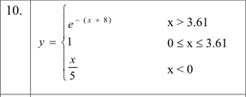 10.
e^{-(x + 8)} x > 3.61
y = { 1 0 ≤ x ≤ 3.61
x/5 x < 0